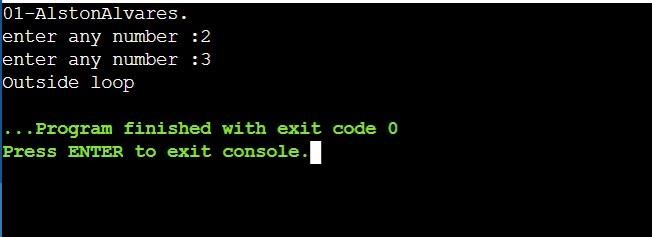 01-AlstonAlvares.
enter any number :2
enter any number :3
Outside loop
...Program finished with exit code 0
Press ENTER to exit console.